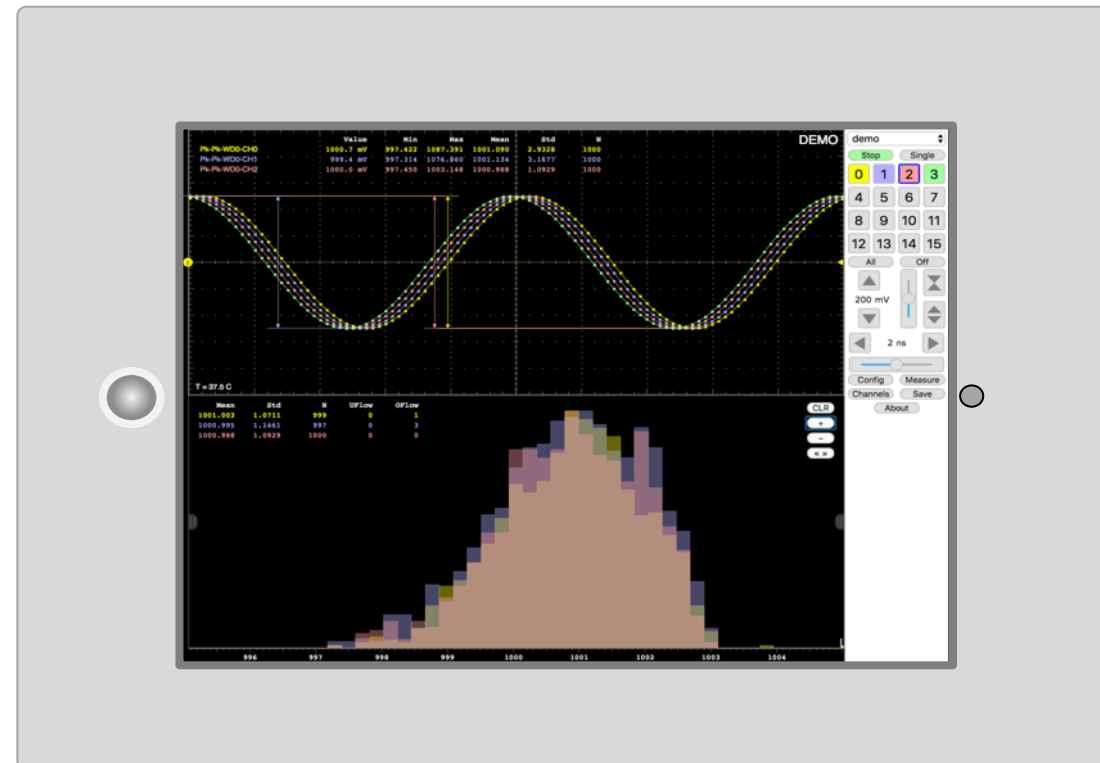 Value Min Max Mean Std N
Pk-Pk-WD0-CH0 1000.7 mV 997.422 1087.391 1001.090 2.9328 1000
Pk-Pk-WD0-CH1 999.4 mV 997.314 1076.860 1001.134 3.1677 1000
Pk-Pk-WD0-CH2 1000.0 mV 997.450 1003.148 1000.988 1.0929 1000
DEMO
0
T = 37.5 C
Mean Std N UFlow OFlow
1001.003 1.0711 999 0 1
1000.995 1.1461 997 0 3
1000.988 1.0929 1000 0 0
CLR
+
−
« »
996 997 998 999 1000 1001 1002 1003 1004
demo
Stop Single
0 1 2 3
4 5 6 7
8 9 10 11
12 13 14 15
All Off
200 mV
2 ns
Config Measure
Channels Save
About